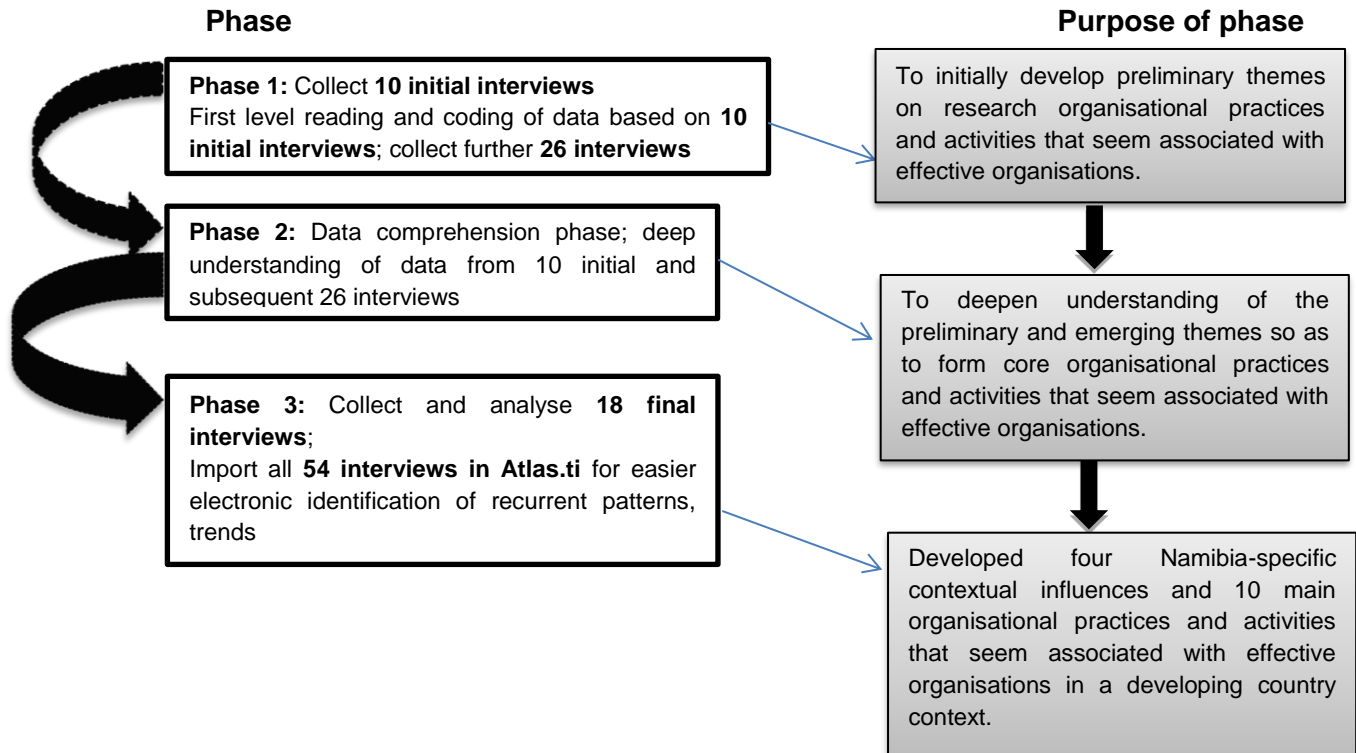 Phase
Purpose of phase
Phase 1: Collect 10 initial interviews
First level reading and coding of data based on 10
initial interviews; collect further 26 interviews
To initially develop preliminary themes
on research organisational practices
and activities that seem associated with
effective organisations.
Phase 2: Data comprehension phase; deep
understanding of data from 10 initial and
subsequent 26 interviews
To deepen understanding of the
preliminary and emerging themes so as
to form core organisational practices
and activities that seem associated with
effective organisations.
Phase 3: Collect and analyse 18 final
interviews;
Import all 54 interviews in Atlas.ti for easier
electronic identification of recurrent patterns,
trends
Developed four Namibia-specific
contextual influences and 10 main
organisational practices and activities
that seem associated with effective
organisations in a developing country
context.